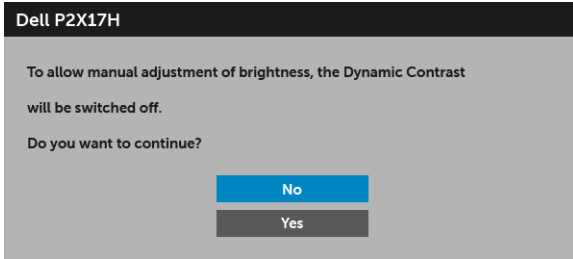 Dell P2X17H
To allow manual adjustment of brightness, the Dynamic Contrast
will be switched off.
Do you want to continue?
No
Yes